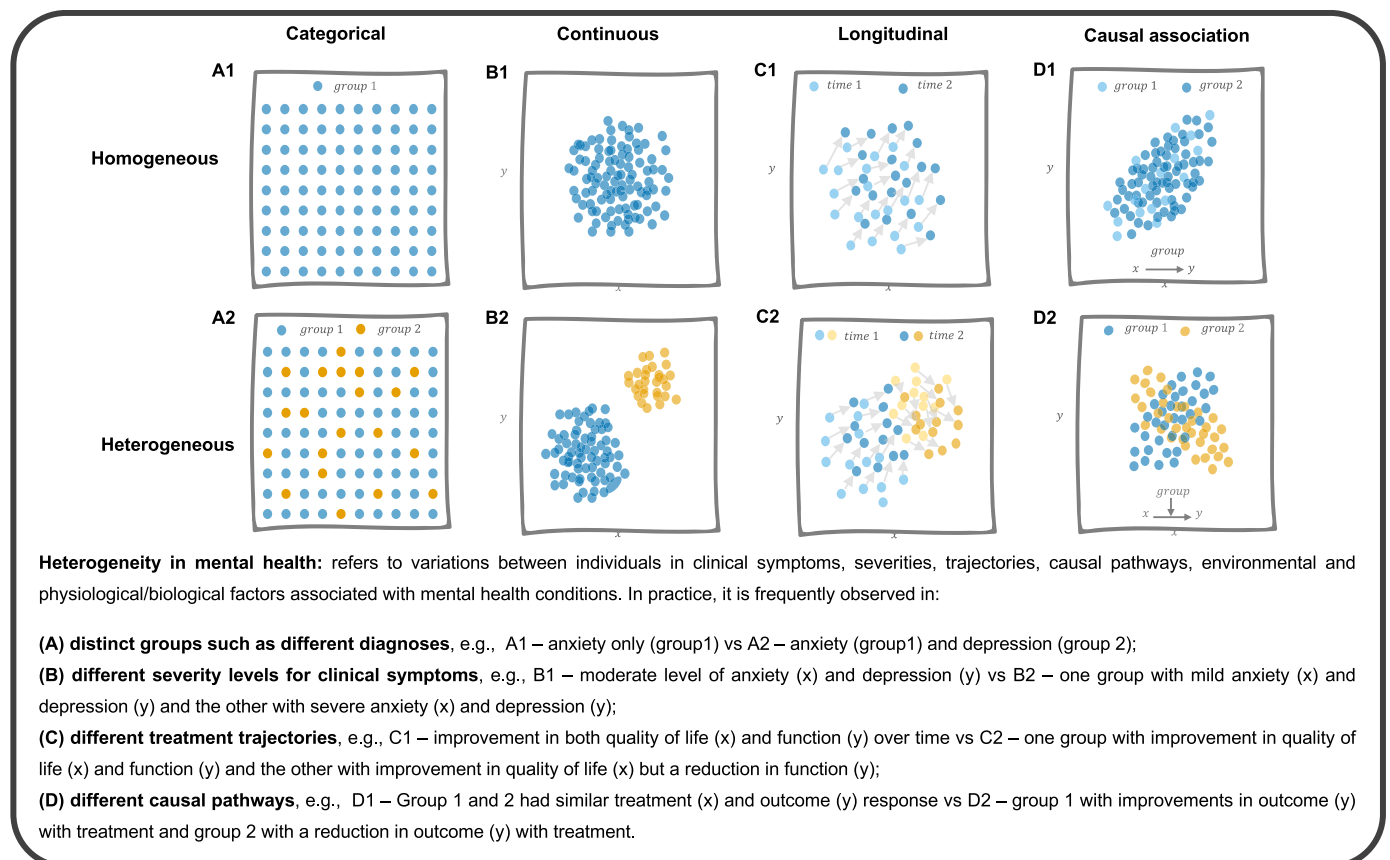 Categorical Continuous Longitudinal Causal association
A1 B1 C1 D1
group 1 time 1 time 2 group 1 group 2
Homogeneous
y y y
group
x y
x x x
A2 B2 C2 D2
group 1 group 2 time 1 time 2 group 1 group 2
y y y
Heterogeneous
group
x y
x x x
Heterogeneity in mental health: refers to variations between individuals in clinical symptoms, severities, trajectories, causal pathways, environmental and
physiological/biological factors associated with mental health conditions. In practice, it is frequently observed in:
(A) distinct groups such as different diagnoses, e.g., A1 – anxiety only (group1) vs A2 – anxiety (group1) and depression (group 2);
(B) different severity levels for clinical symptoms, e.g., B1 – moderate level of anxiety (x) and depression (y) vs B2 – one group with mild anxiety (x) and
depression (y) and the other with severe anxiety (x) and depression (y);
(C) different treatment trajectories, e.g., C1 – improvement in both quality of life (x) and function (y) over time vs C2 – one group with improvement in quality of
life (x) and function (y) and the other with improvement in quality of life (x) but a reduction in function (y);
(D) different causal pathways, e.g., D1 – Group 1 and 2 had similar treatment (x) and outcome (y) response vs D2 – group 1 with improvements in outcome (y)
with treatment and group 2 with a reduction in outcome (y) with treatment.